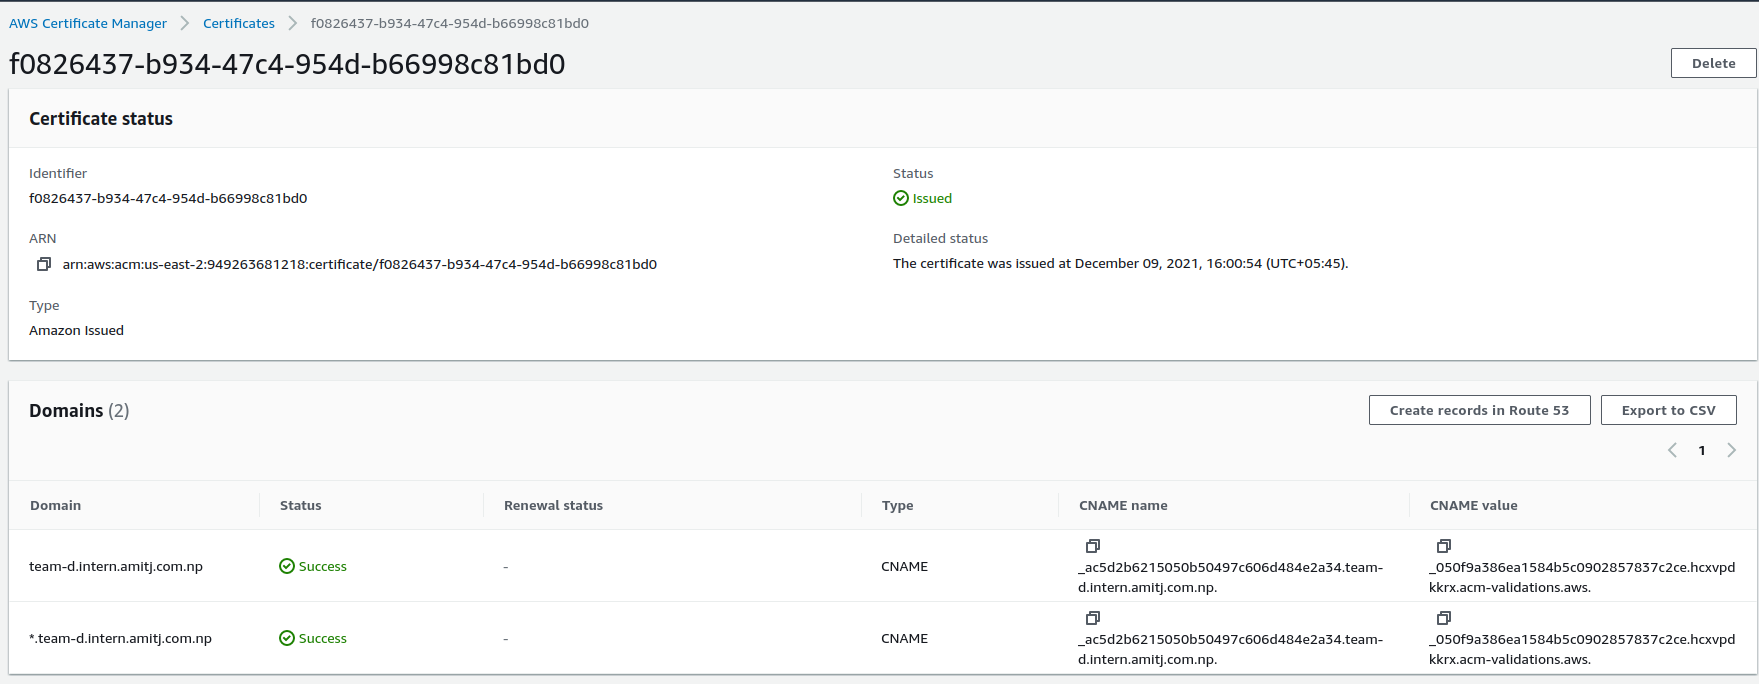 AWS Certificate Manager > Certificates > f0826437-b934-47c4-954d-b66998c81bd0
f0826437-b934-47c4-954d-b66998c81bd0
Delete
Certificate status
Identifier
f0826437-b934-47c4-954d-b66998c81bd0
Status
Issued
ARN
arn:aws:acm:us-east-2:949263681218:certificate/f0826437-b934-47c4-954d-b66998c81bd0
Detailed status
The certificate was issued at December 09, 2021, 16:00:54 (UTC+05:45).
Type
Amazon Issued
Domains (2)
Create records in Route 53
Export to CSV
1
Domain Status Renewal status Type CNAME name CNAME value
team-d.intern.amitj.com.np Success - CNAME
_ac5d2b6215050b50497c606d484e2a34.team-
d.intern.amitj.com.np.
_050f9a386ea1584b5c0902857837c2ce.hcxvpd
kkrx.acm-validations.aws.
*.team-d.intern.amitj.com.np Success - CNAME
_ac5d2b6215050b50497c606d484e2a34.team-
d.intern.amitj.com.np.
_050f9a386ea1584b5c0902857837c2ce.hcxvpd
kkrx.acm-validations.aws.